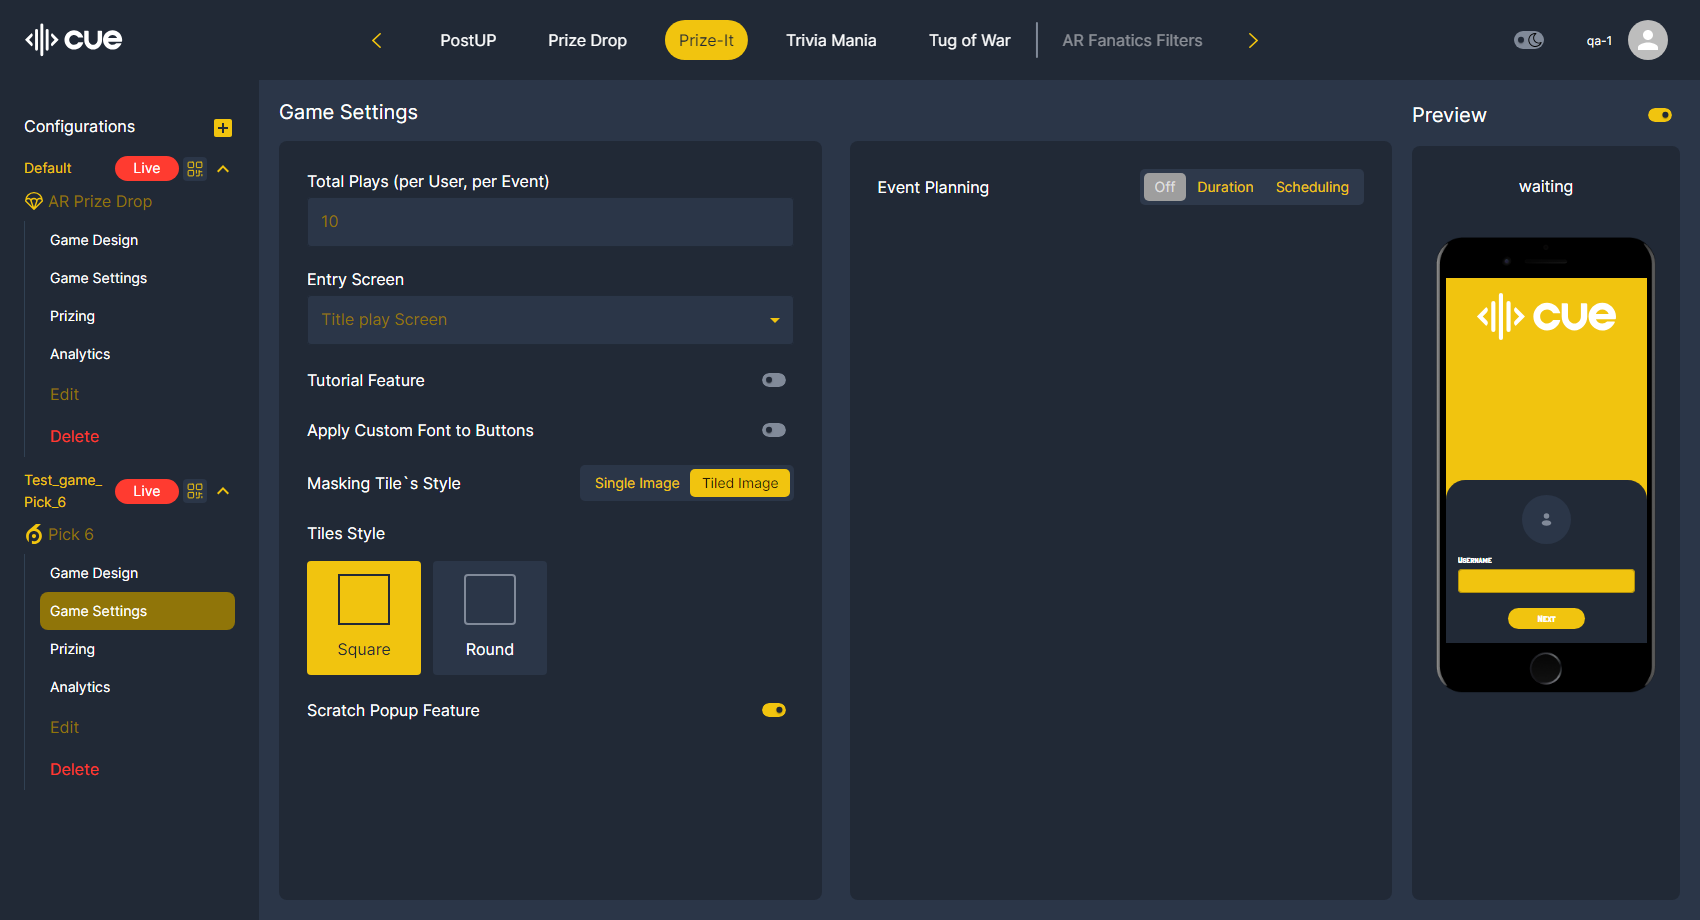 cue
PostUP
Prize Drop
Prize-It
Trivia Mania
Tug of War
AR Fanatics Filters
qa-1
Configurations
Default
Live
AR Prize Drop
Game Design
Game Settings
Prizing
Analytics
Edit
Delete
Test_game_
Pick_6
Live
Pick 6
Game Design
Game Settings
Prizing
Analytics
Edit
Delete
Game Settings
Total Plays (per User, per Event)
10
Entry Screen
Title play Screen
Tutorial Feature
Apply Custom Font to Buttons
Masking Tile`s Style
Single Image
Tiled Image
Tiles Style
Square
Round
Scratch Popup Feature
Event Planning
Off
Duration
Scheduling
Preview
waiting
cue
Username
Next